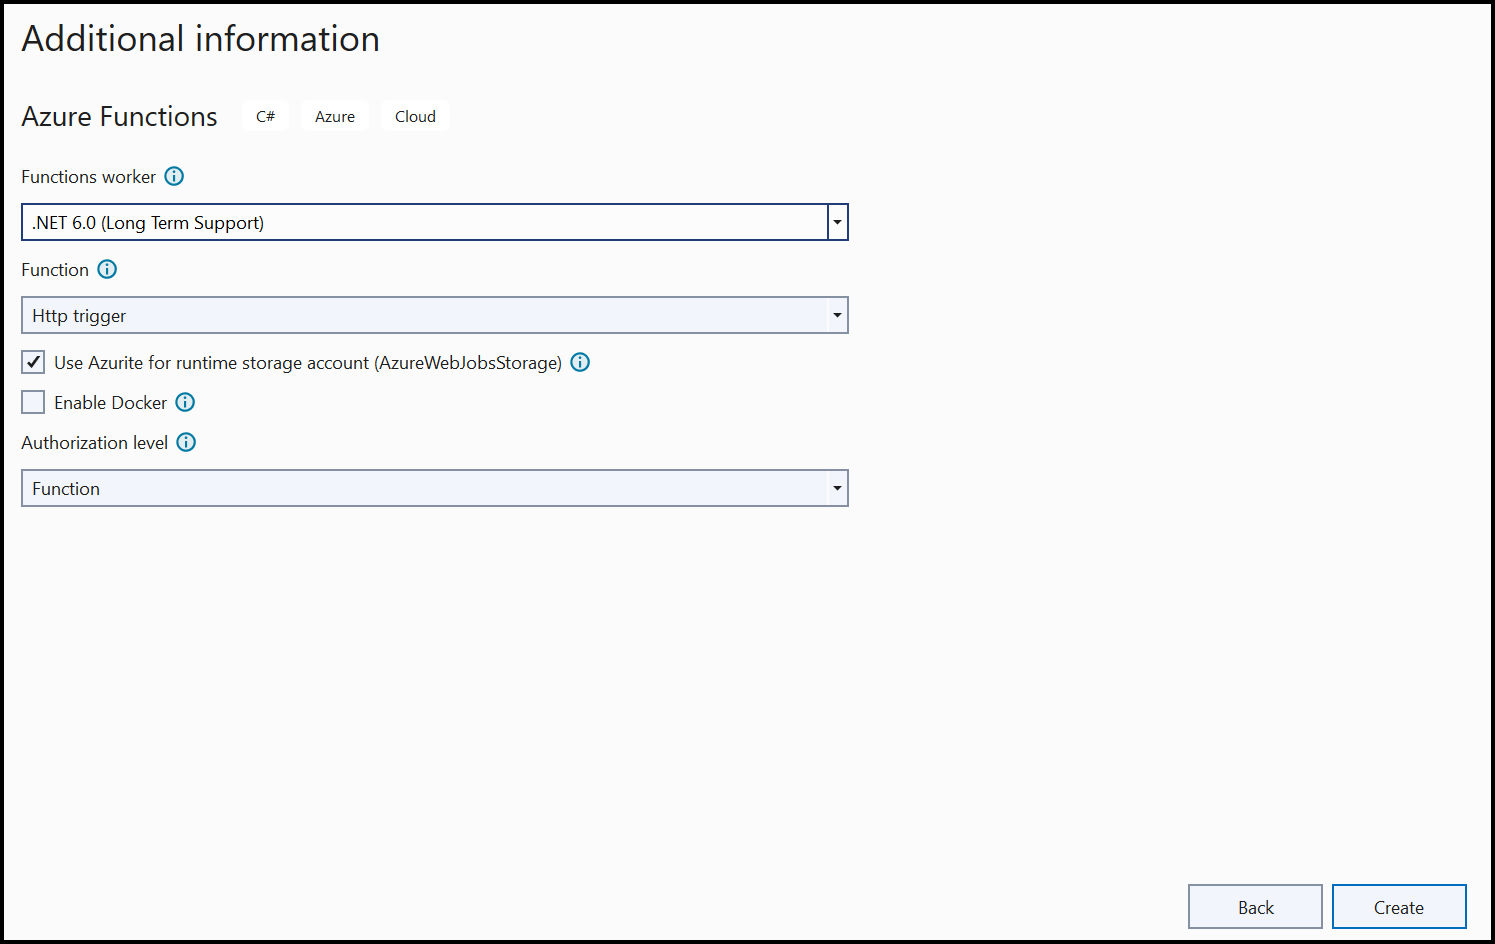 Additional information
Azure Functions C# Azure Cloud
Functions worker
.NET 6.0 (Long Term Support)
Function
Http trigger
Use Azurite for runtime storage account (AzureWebJobsStorage)
Enable Docker
Authorization level
Function
Back Create